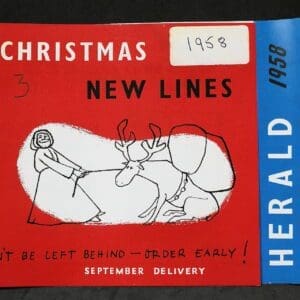 CHRISTMAS
1958
3
NEW LINES
'T BE LEFT BEHIND — ORDER EARLY!
SEPTEMBER DELIVERY
HERALD 1958